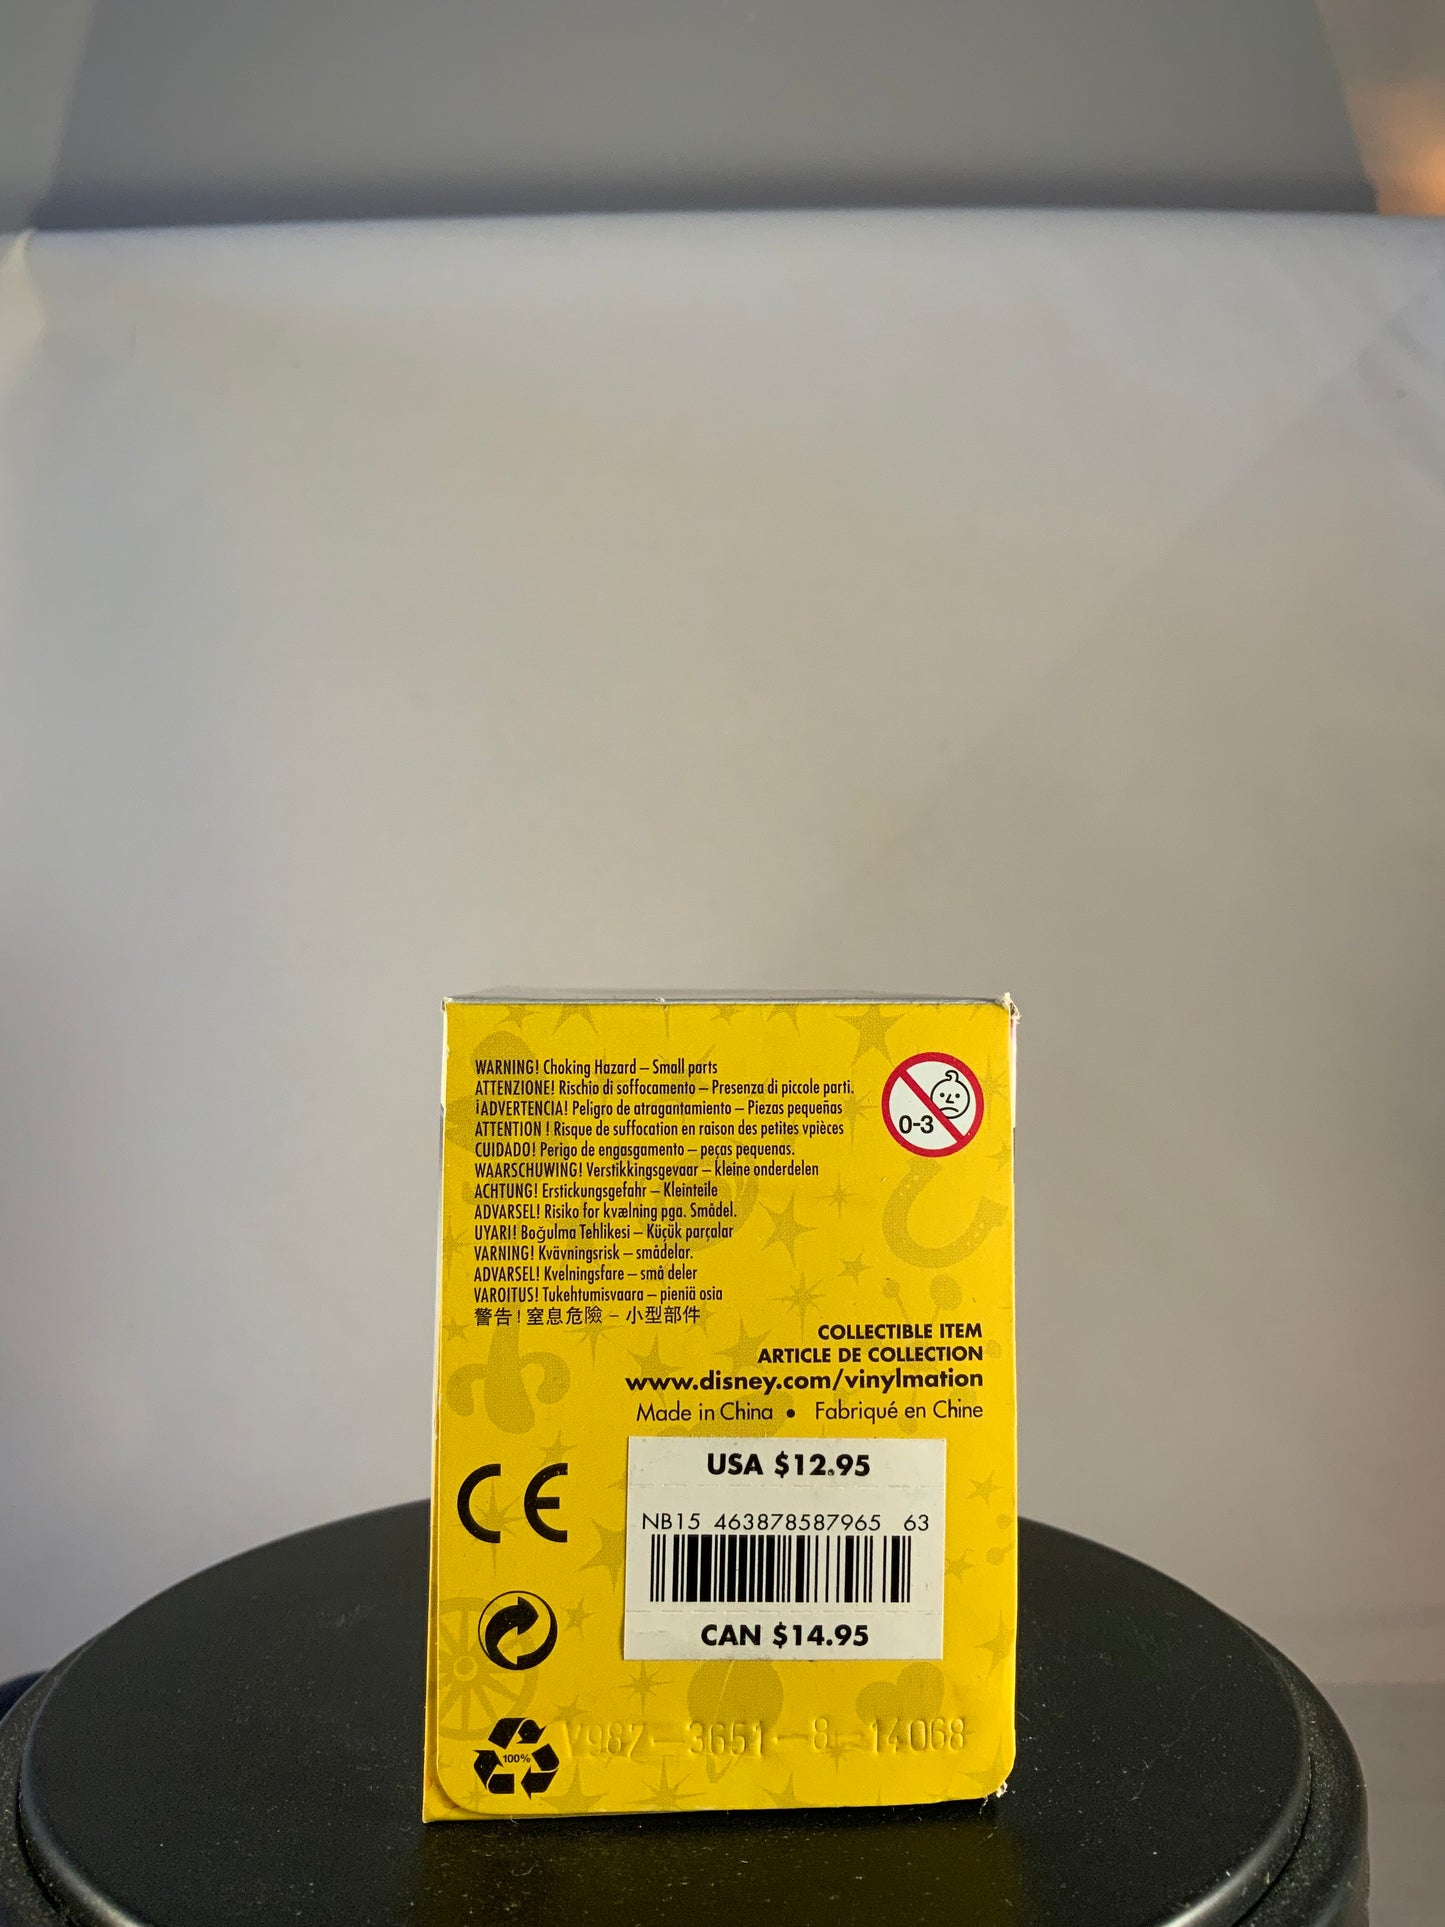 WARNING! Choking Hazard – Small parts
ATTENZIONE! Rischio di soffocamento – Presenza di piccole parti.
¡ADVERTENCIA! Peligro de atragantamiento – Piezas pequeñas
ATTENTION ! Risque de suffocation en raison des petites vpièces
CUIDADO! Perigo de engasgamento – peças pequenas.
WAARSCHUWING! Verstikkingsgevaar – kleine onderdelen
ACHTUNG! Erstickungsgefahr – Kleinteile
ADVARSEL! Risiko for kvælning pga. Smådel.
UYARI! Boğulma Tehlikesi – Küçük parçalar
VARNING! Kvävningsrisk – smådelar.
ADVARSEL! Kvelningsfare – små deler
VAROITUS! Tukehtumisvaara – pieniä osia
警告! 窒息危險 – 小型部件
0-3
COLLECTIBLE ITEM
ARTICLE DE COLLECTION
www.disney.com/vinylmation
Made in China • Fabriqué en Chine
CE
USA $12.95
NB15 463878587965 63
CAN $14.95
100%
V987-3651-8-14068